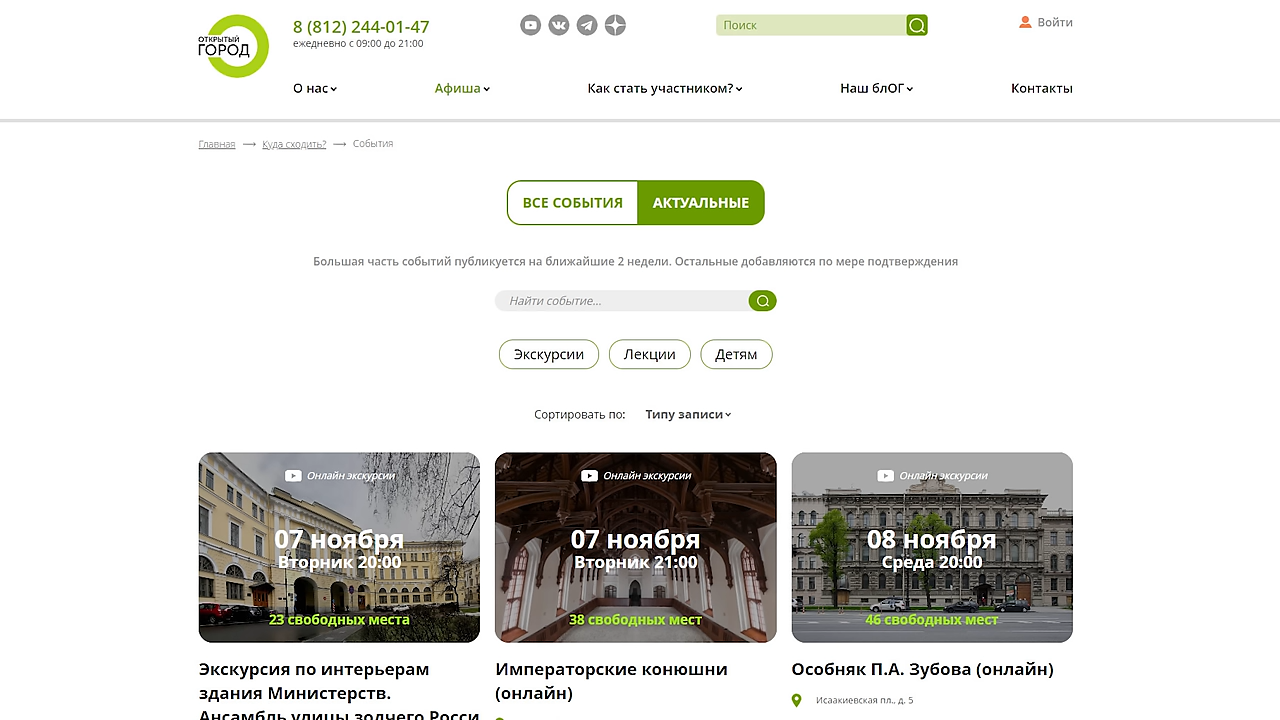 ОТКРЫТЫЙ
ГОРОД
8 (812) 244-01-47
ежедневно с 09:00 до 21:00
Поиск
Войти
О нас
Афиша
Как стать участником?
Наш блОГ
Контакты
Главная ⟶ Куда сходить? ⟶ События
ВСЕ СОБЫТИЯ
АКТУАЛЬНЫЕ
Большая часть событий публикуется на ближайшие 2 недели. Остальные добавляются по мере подтверждения
Найти событие...
Экскурсии
Лекции
Детям
Сортировать по: Типу записи
Онлайн экскурсии
07 ноября
Вторник 20:00
23 свободных места
Экскурсия по интерьерам
здания Министерств.
Ансамбль улицы зодчего Росси
Онлайн экскурсии
07 ноября
Вторник 21:00
38 свободных мест
Императорские конюшни
(онлайн)
Онлайн экскурсии
08 ноября
Среда 20:00
46 свободных мест
Особняк П.А. Зубова (онлайн)
Исаакиевская пл., д. 5